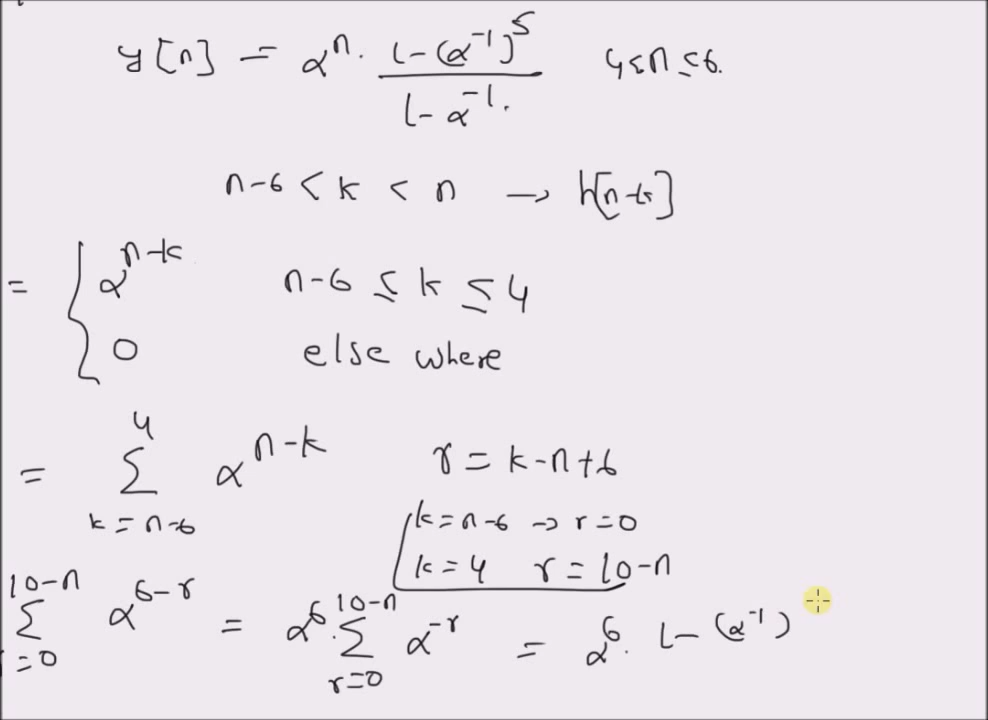 y[n] = α^n · (1-(α^-1)^5)/(1-α^-1) 4≤n≤6.
n-6 < k < n → h[n-k]
= { α^(n-k) n-6 ≤ k ≤ 4
0 else where
= Σ_(k=n-6)^4 α^(n-k) r = k-n+6
k=n-6 → r=0
k=4 r=10-n
Σ_(r=0)^(10-n) α^(6-r) = α^6 · Σ_(r=0)^(10-n) α^-r = α^6 · 1-(α^-1)